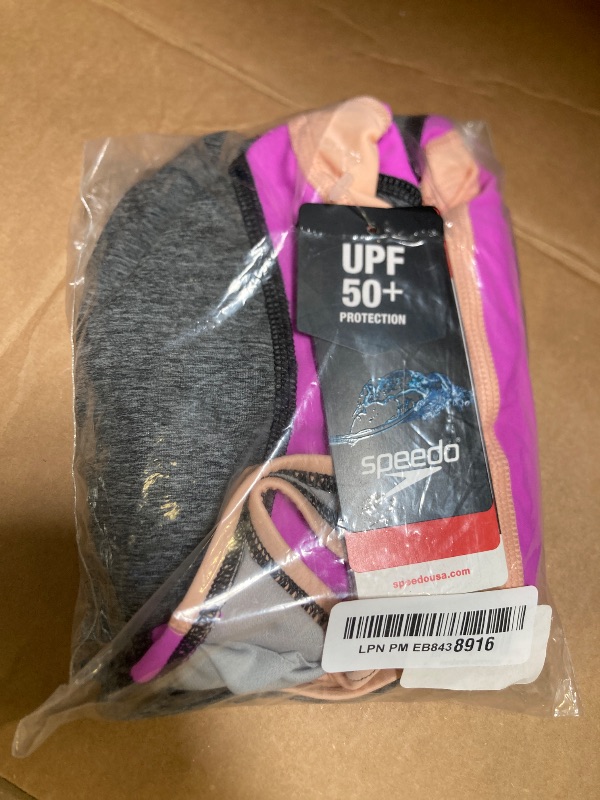 UPF
50+
PROTECTION
speedo
speedousa.com
LPN PM EB8438916